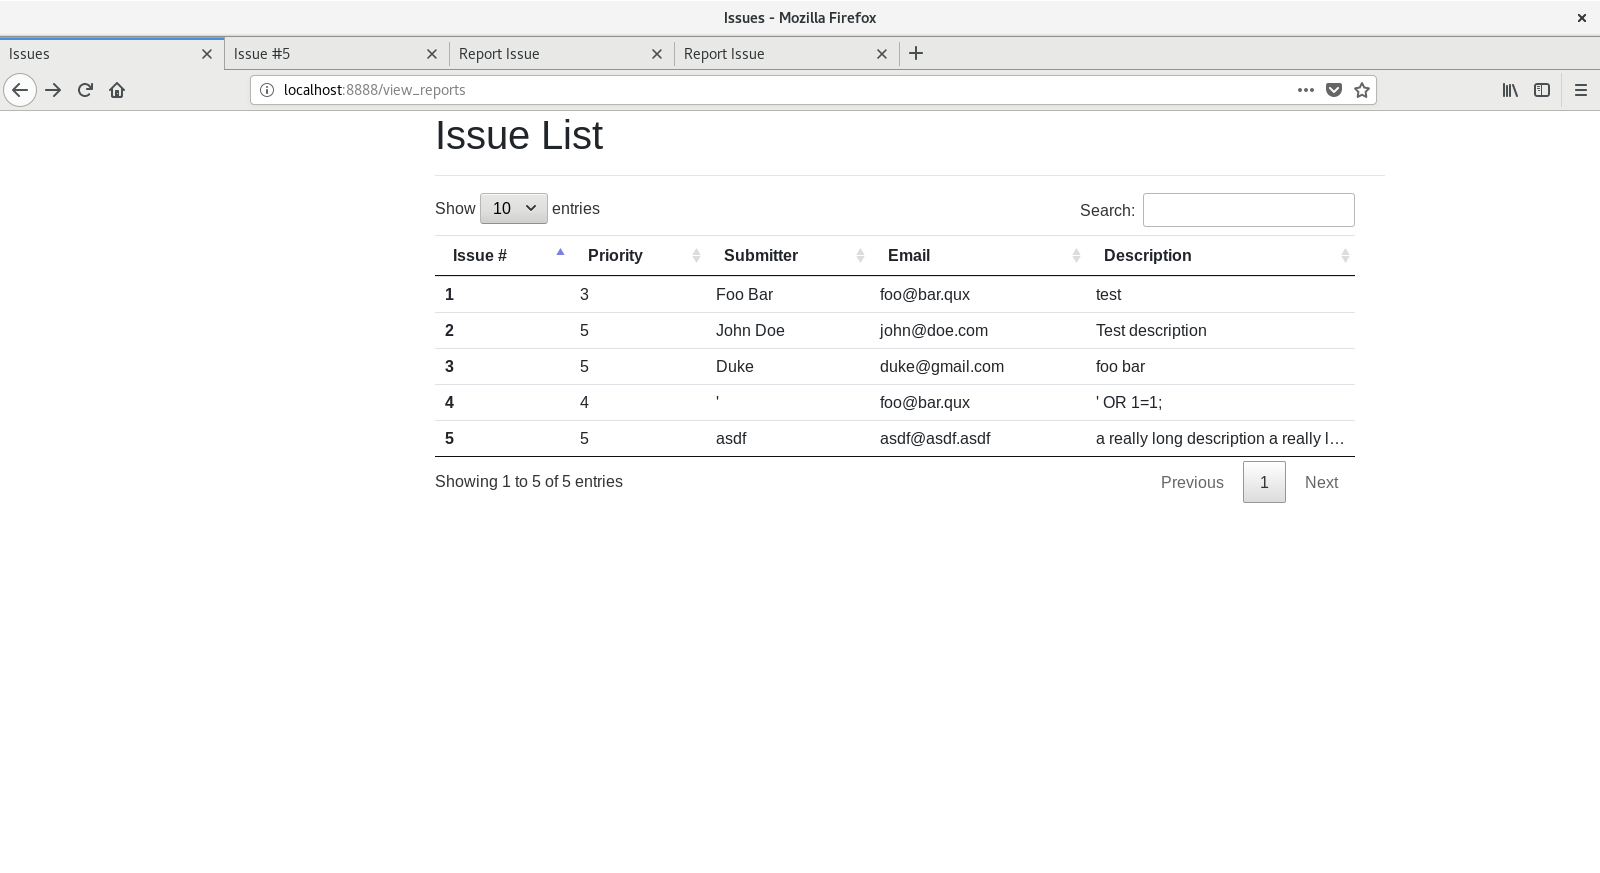 Issues - Mozilla Firefox
Issues Issue #5 Report Issue Report Issue
localhost:8888/view_reports
Issue List
Show 10 entries Search:
Issue # Priority Submitter Email Description
1 3 Foo Bar foo@bar.qux test
2 5 John Doe john@doe.com Test description
3 5 Duke duke@gmail.com foo bar
4 4 ' foo@bar.qux ' OR 1=1;
5 5 asdf asdf@asdf.asdf a really long description a really l…
Showing 1 to 5 of 5 entries Previous 1 Next